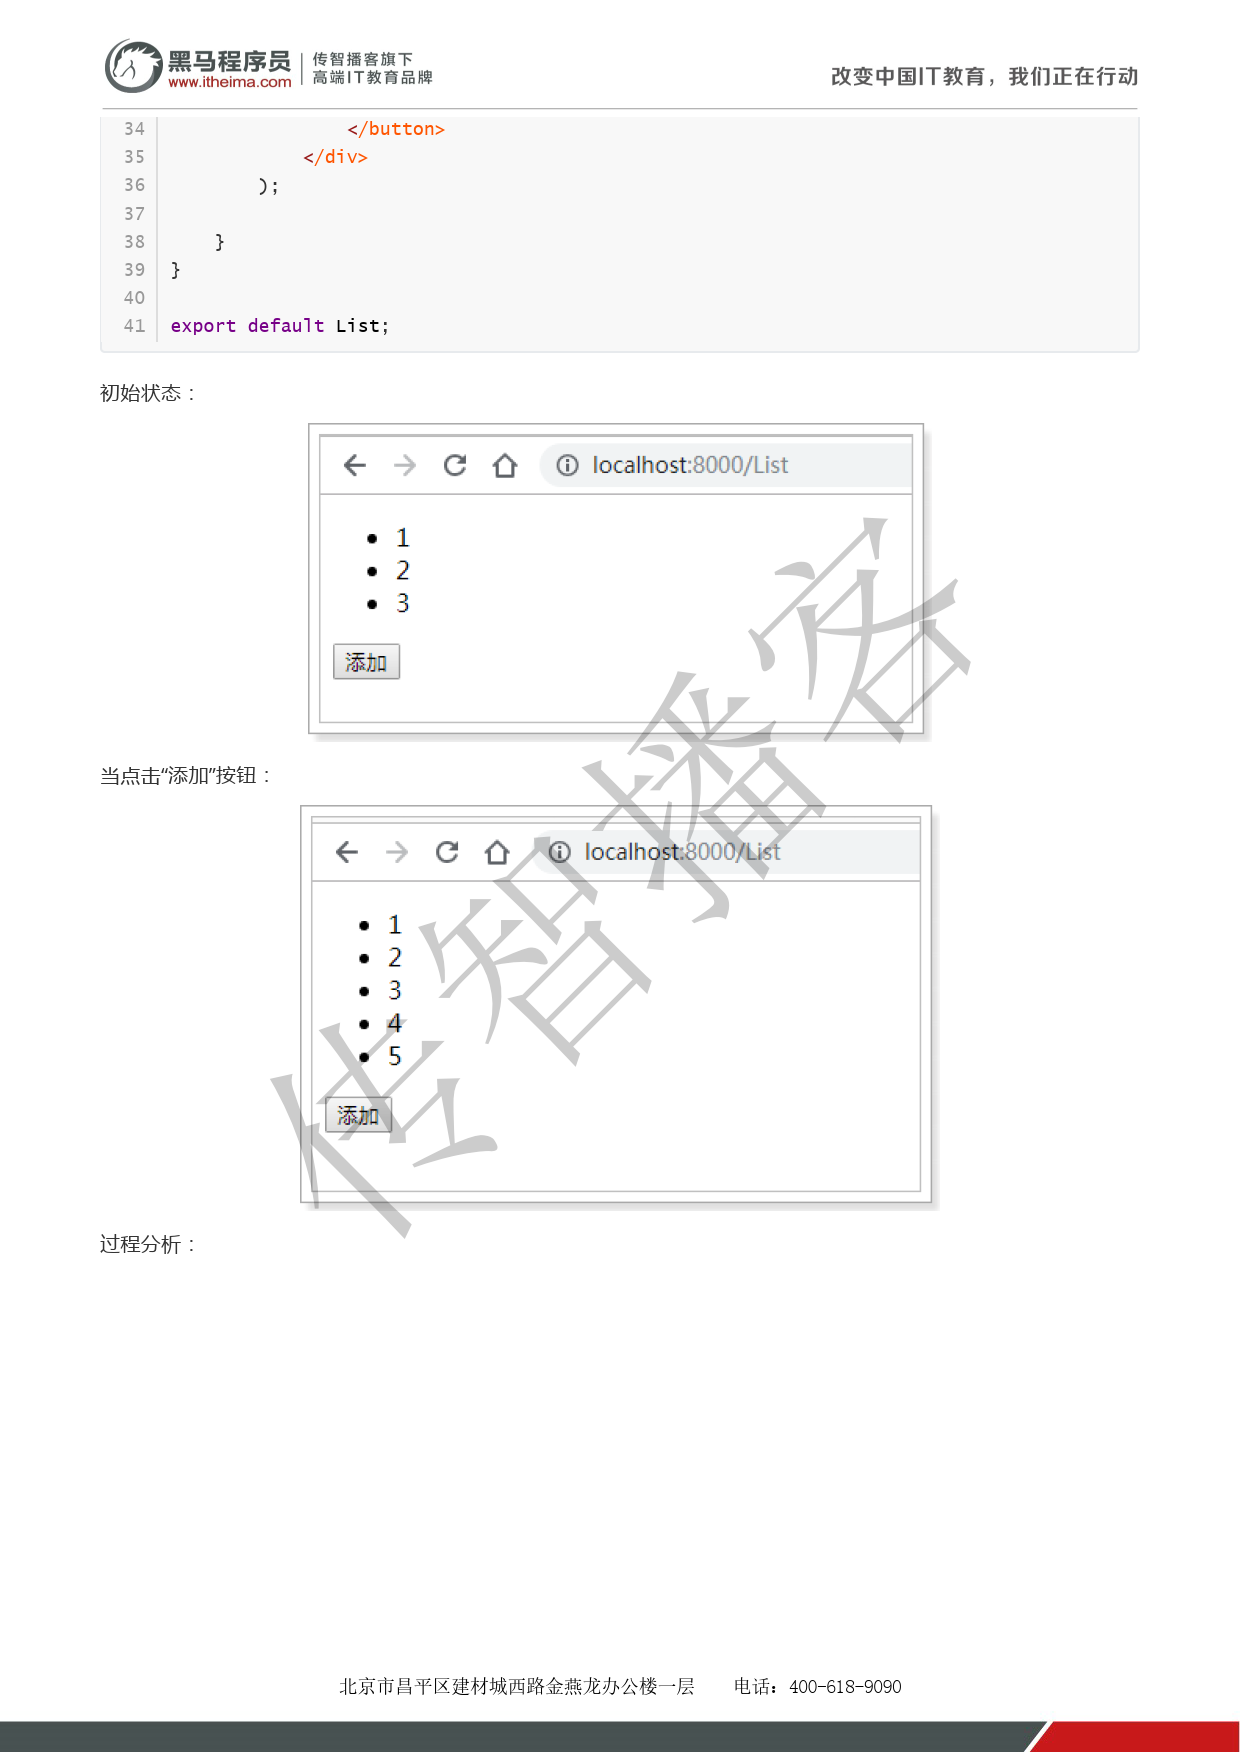 黑马程序员
www.itheima.com
传智播客旗下
高端IT教育品牌
改变中国IT教育，我们正在行动
34                </button>
35            </div>
36        );
37
38    }
39 }
40
41 export default List;
初始状态：
localhost:8000/List
1
2
3
添加
当点击“添加”按钮：
localhost:8000/List
1
2
3
4
5
添加
过程分析：
传智播客
北京市昌平区建材城西路金燕龙办公楼一层 电话：400-618-9090